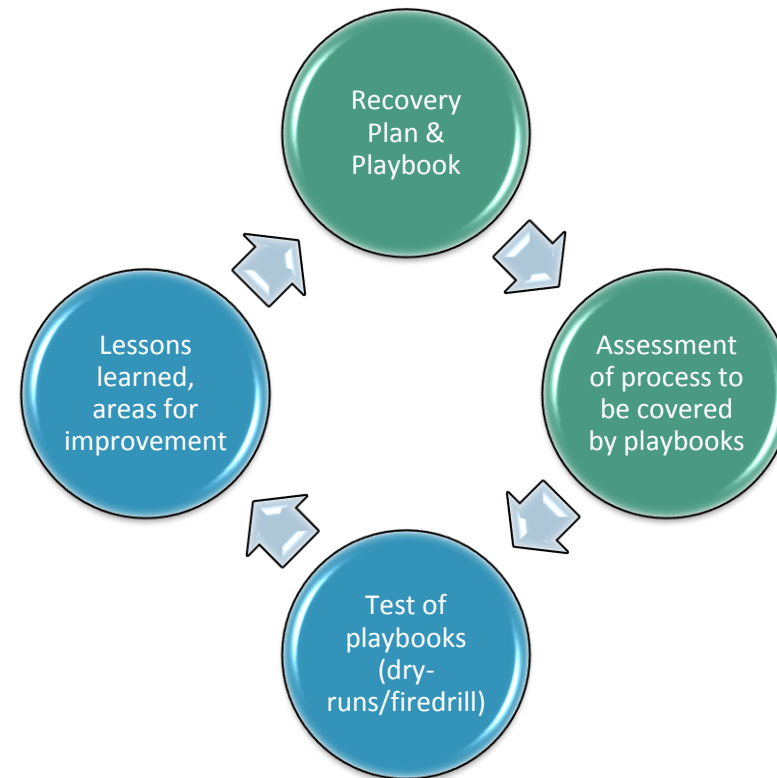 Recovery
Plan &
Playbook
Assessment
of process to
be covered
by playbooks
Test of
playbooks
(dry-
runs/firedrill)
Lessons
learned,
areas for
improvement